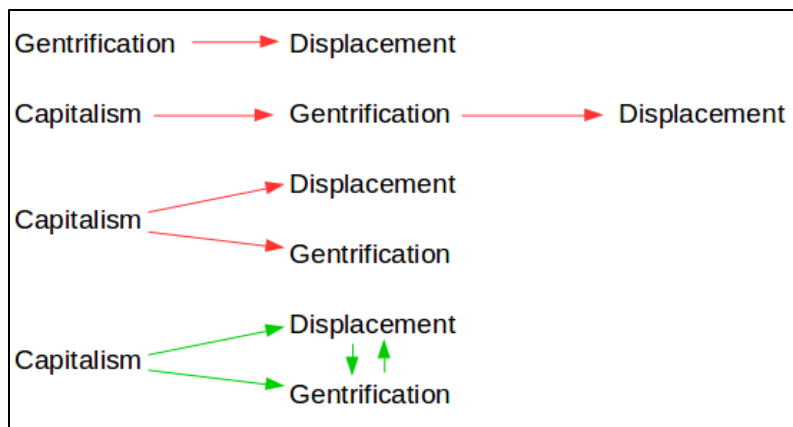 Gentrification Displacement
Capitalism Gentrification Displacement
Displacement
Capitalism
Gentrification
Displacement
Capitalism
Gentrification